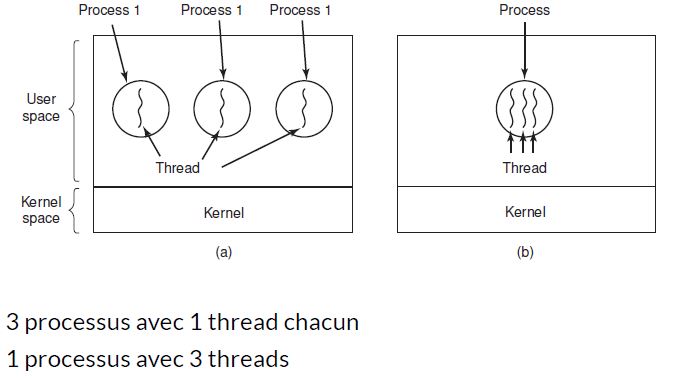 Process 1 Process 1 Process 1 Process
User
space
Thread Thread
Kernel
space
Kernel Kernel
(a) (b)
3 processus avec 1 thread chacun
1 processus avec 3 threads